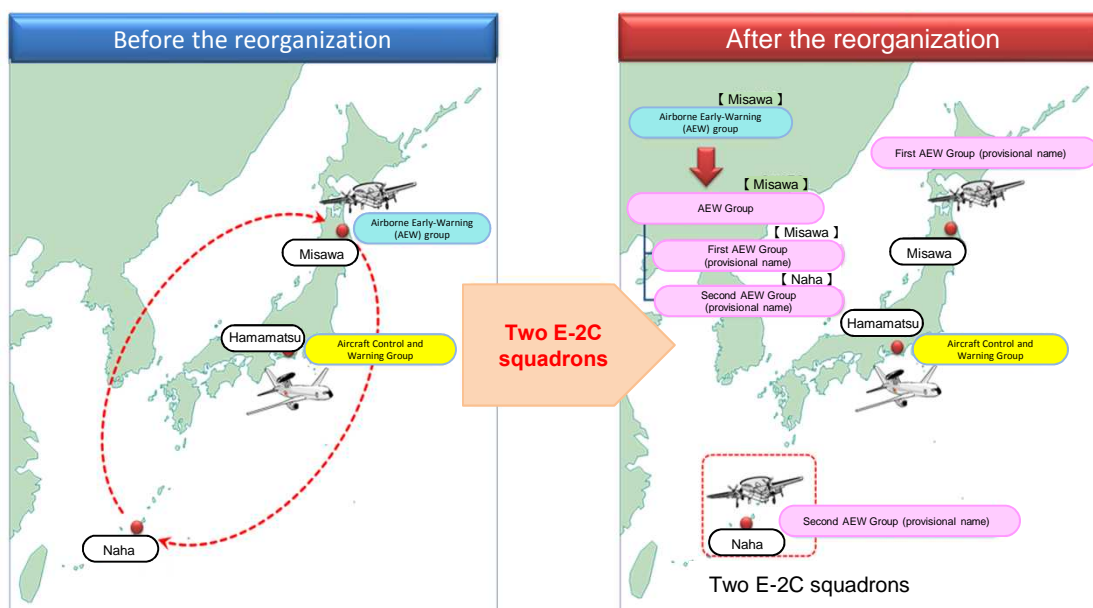 Before the reorganization
Airborne Early-Warning
(AEW) group
Misawa
Hamamatsu
Aircraft Control and
Warning Group
Naha
Two E-2C
squadrons
After the reorganization
【 Misawa 】
Airborne Early-Warning
(AEW) group
【 Misawa 】
AEW Group
【 Misawa 】
First AEW Group
(provisional name)
【 Naha 】
Second AEW Group
(provisional name)
First AEW Group (provisional name)
Misawa
Hamamatsu
Aircraft Control and
Warning Group
Second AEW Group (provisional name)
Naha
Two E-2C squadrons